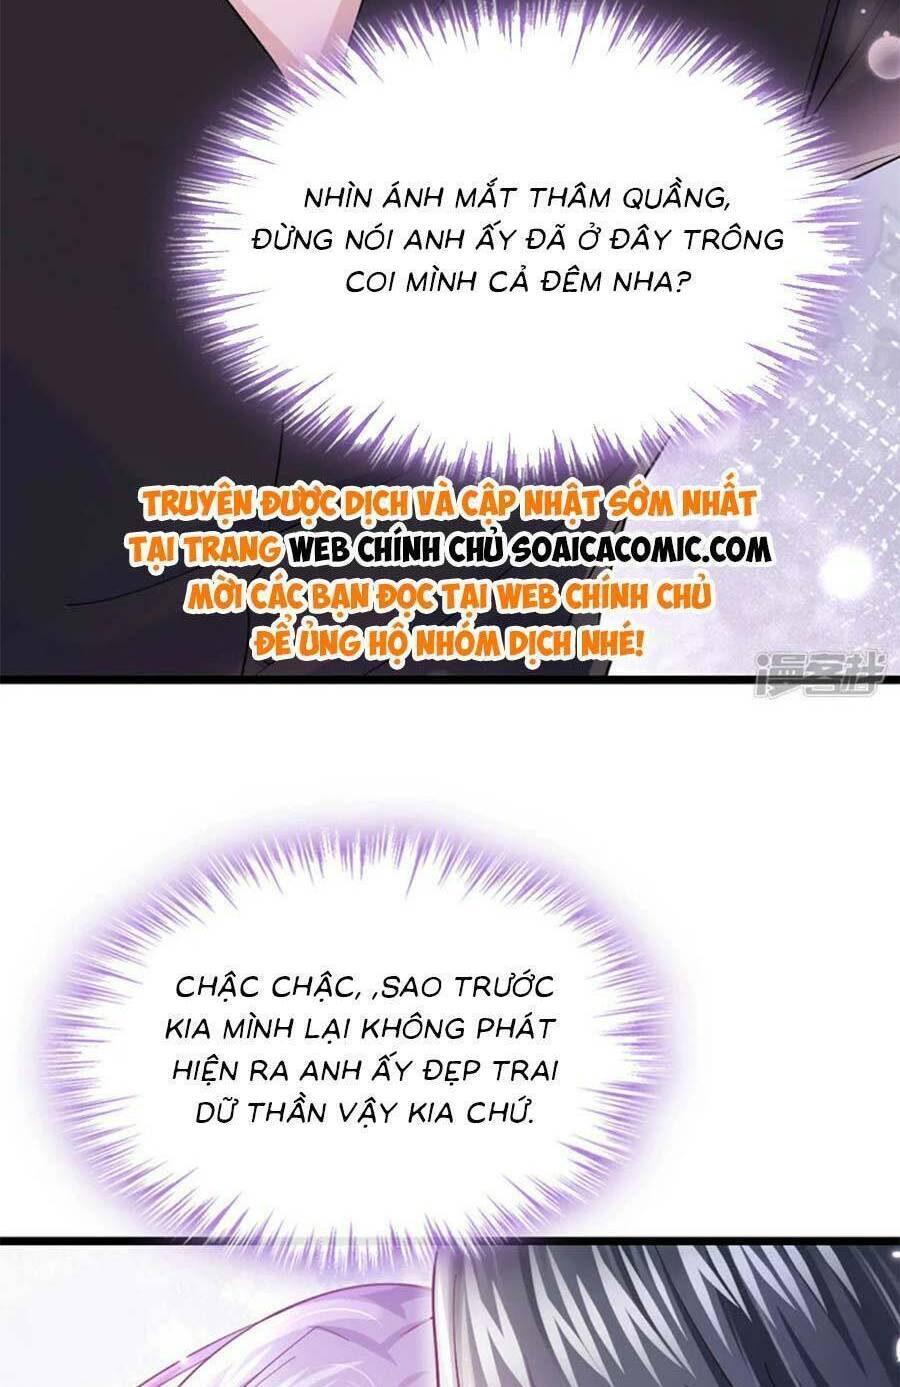 NHÌN ÁNH MẮT THÂM QUẦNG,
ĐỪNG NÓI ANH ẤY ĐÃ Ở ĐÂY TRÔNG
COI MÌNH CẢ ĐÊM NHA?
TRUYỆN ĐƯỢC DỊCH VÀ CẬP NHẬT SỚM NHẤT
TẠI TRANG WEB CHÍNH CHỦ SOAICACOMIC.COM
MỜI CÁC BẠN ĐỌC TẠI WEB CHÍNH CHỦ
ĐỂ ỦNG HỘ NHÓM DỊCH NHÉ!
漫客栈
CHẬC CHẬC, ,SAO TRƯỚC
KIA MÌNH LẠI KHÔNG PHÁT
HIỆN RA ANH ẤY ĐẸP TRAI
DỮ THẦN VẬY KIA CHỨ.